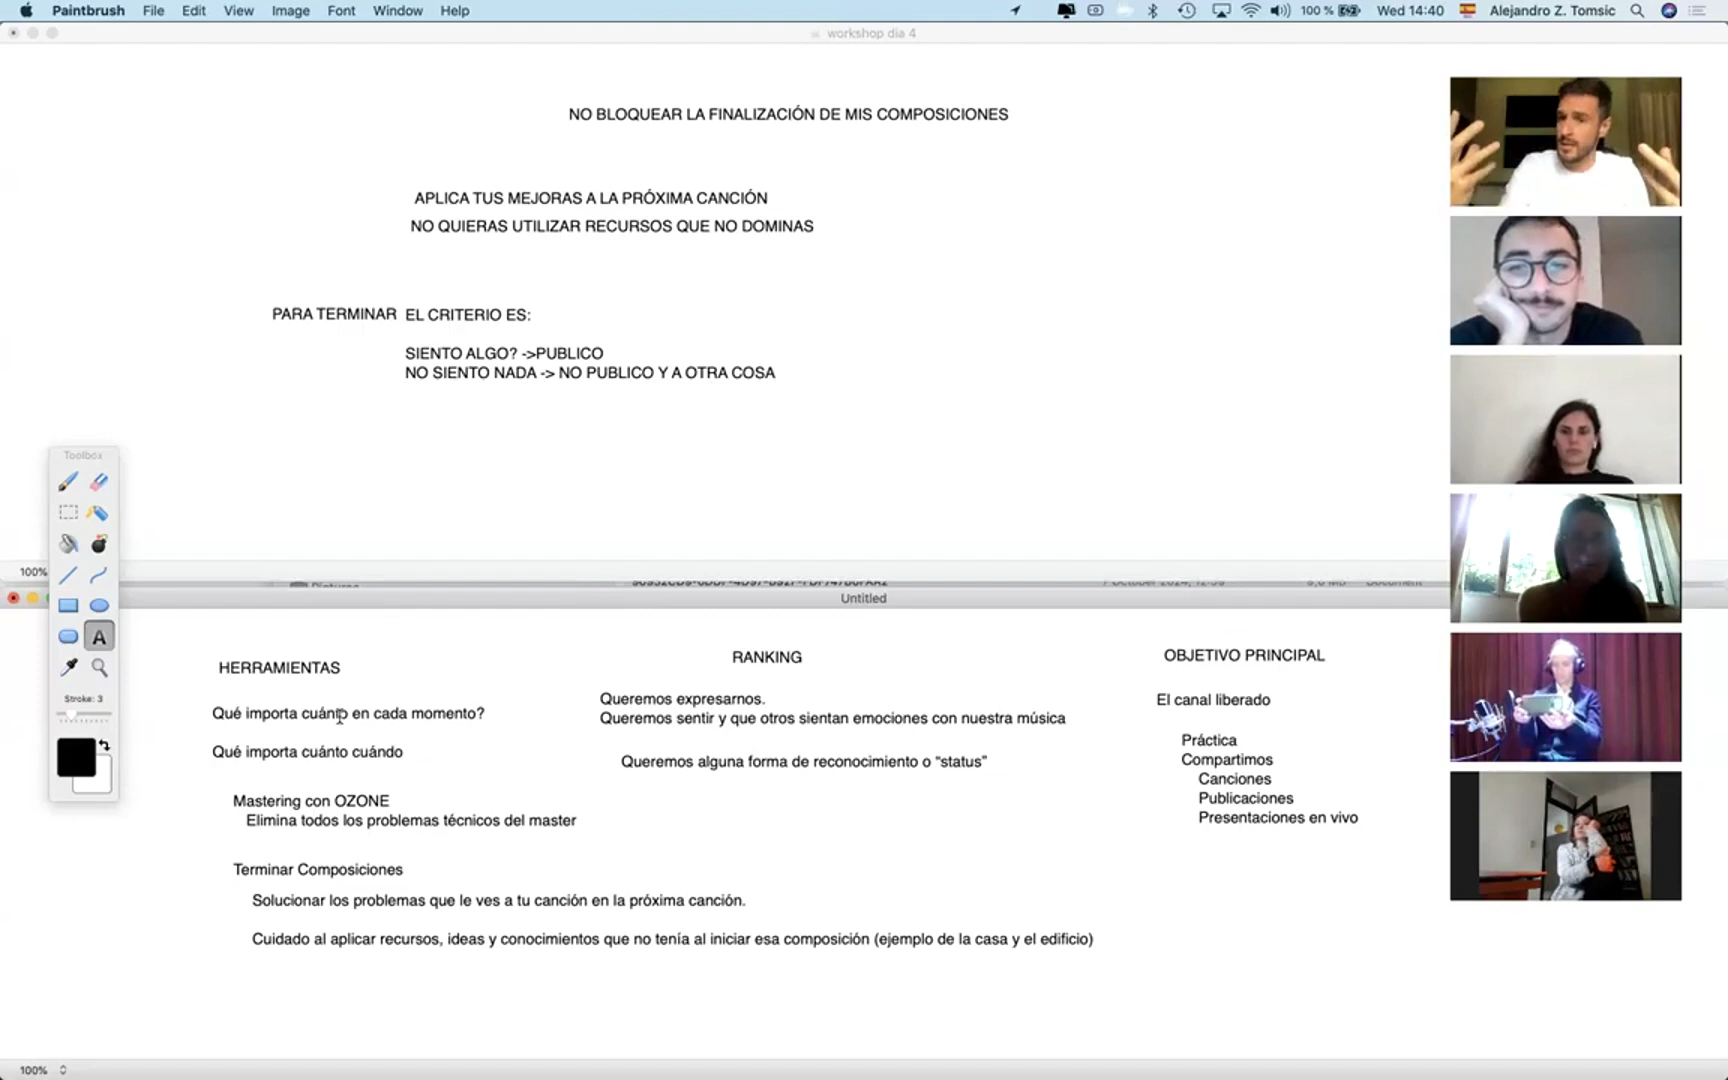 Paintbrush File Edit View Image Font Window Help 100 % Wed 14:40 Alejandro Z. Tomsic
workshop dia 4
NO BLOQUEAR LA FINALIZACIÓN DE MIS COMPOSICIONES
APLICA TUS MEJORAS A LA PRÓXIMA CANCIÓN
NO QUIERAS UTILIZAR RECURSOS QUE NO DOMINAS
PARA TERMINAR EL CRITERIO ES:
SIENTO ALGO? ->PUBLICO
NO SIENTO NADA -> NO PUBLICO Y A OTRA COSA
Toolbox
A
Stroke: 3
100%
Untitled
HERRAMIENTAS
Qué importa cuánto en cada momento?
Qué importa cuánto cuándo
Mastering con OZONE
Elimina todos los problemas técnicos del master
Terminar Composiciones
Solucionar los problemas que le ves a tu canción en la próxima canción.
Cuidado al aplicar recursos, ideas y conocimientos que no tenía al iniciar esa composición (ejemplo de la casa y el edificio)
RANKING
Queremos expresarnos.
Queremos sentir y que otros sientan emociones con nuestra música
Queremos alguna forma de reconocimiento o “status”
OBJETIVO PRINCIPAL
El canal liberado
Práctica
Compartimos
Canciones
Publicaciones
Presentaciones en vivo
100%